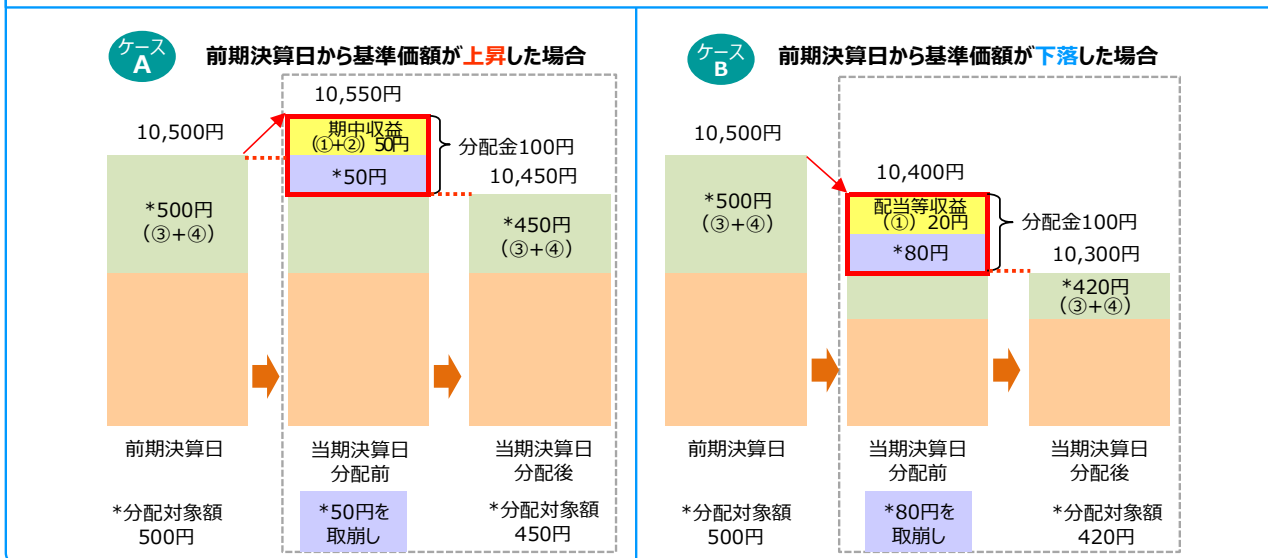 ケース
A
前期決算日から基準価額が上昇した場合
10,550円
10,500円
期中収益
(①+②) 50円
分配金100円
*50円
10,450円
*500円
(③+④)
*450円
(③+④)
前期決算日
当期決算日
分配前
当期決算日
分配後
*分配対象額
500円
*50円を
取崩し
*分配対象額
450円
ケース
B
前期決算日から基準価額が下落した場合
10,500円
10,400円
*500円
(③+④)
配当等収益
(①) 20円
分配金100円
*80円
10,300円
*420円
(③+④)
前期決算日
当期決算日
分配前
当期決算日
分配後
*分配対象額
500円
*80円を
取崩し
*分配対象額
420円